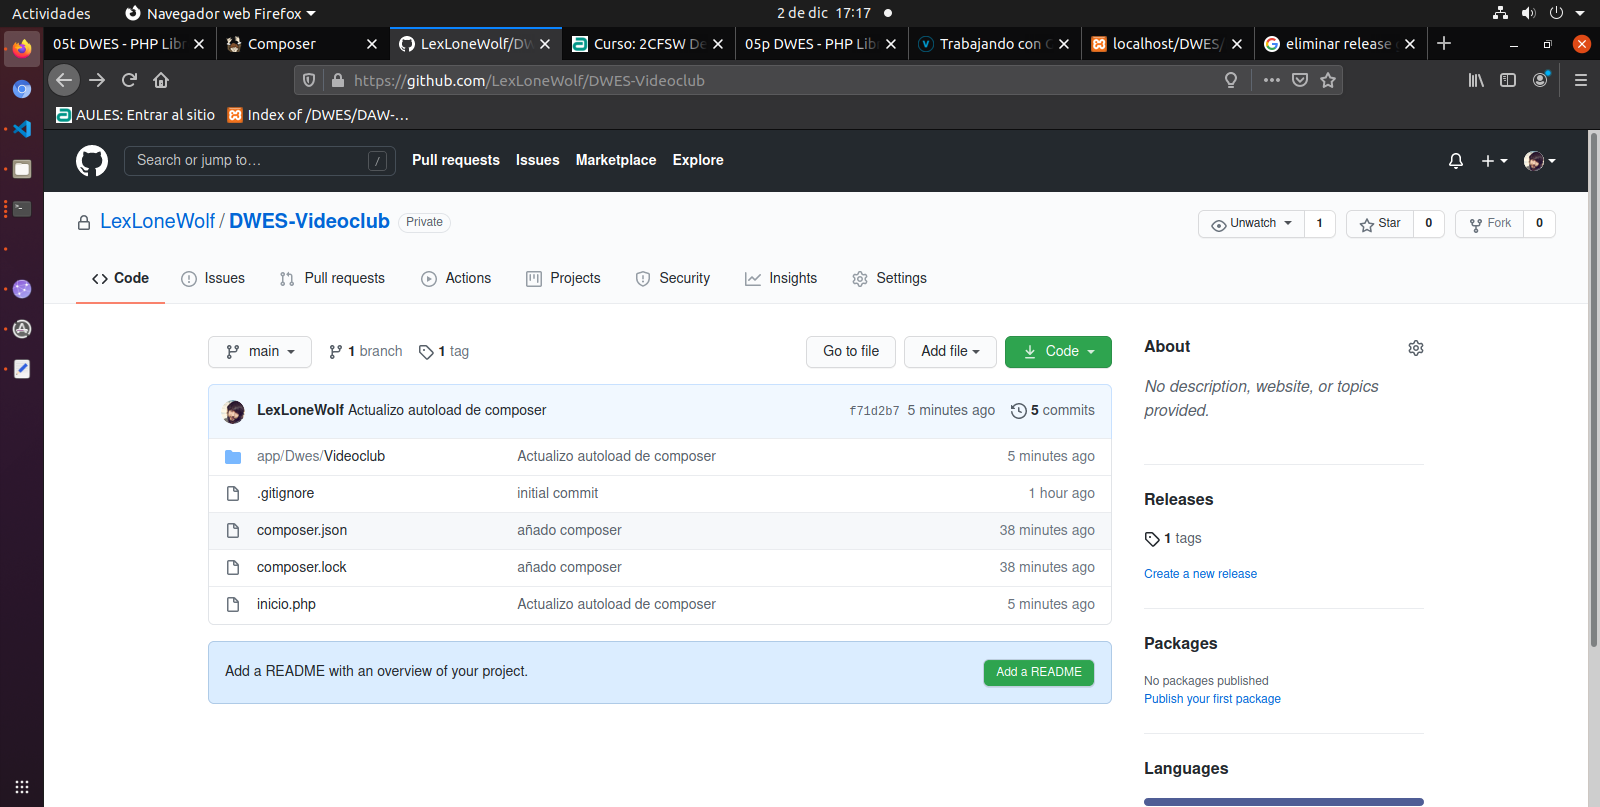 Actividades
Navegador web Firefox
2 de dic 17:17
05t DWES - PHP Libr
Composer
LexLoneWolf/DW
Curso: 2CFSW De
05p DWES - PHP Lib
Trabajando con C
localhost/DWES/
eliminar release
https://github.com/LexLoneWolf/DWES-Videoclub
AULES: Entrar al sitio
Index of /DWES/DAW-…
Search or jump to…
/
Pull requests
Issues
Marketplace
Explore
LexLoneWolf / DWES-Videoclub
Private
Unwatch
1
Star
0
Fork
0
Code
Issues
Pull requests
Actions
Projects
Security
Insights
Settings
main
1 branch
1 tag
Go to file
Add file
Code
LexLoneWolf Actualizo autoload de composer
f71d2b7 5 minutes ago
5 commits
app/Dwes/Videoclub
Actualizo autoload de composer
5 minutes ago
.gitignore
initial commit
1 hour ago
composer.json
añado composer
38 minutes ago
composer.lock
añado composer
38 minutes ago
inicio.php
Actualizo autoload de composer
5 minutes ago
Add a README with an overview of your project.
Add a README
About
No description, website, or topics
provided.
Releases
1 tags
Create a new release
Packages
No packages published
Publish your first package
Languages